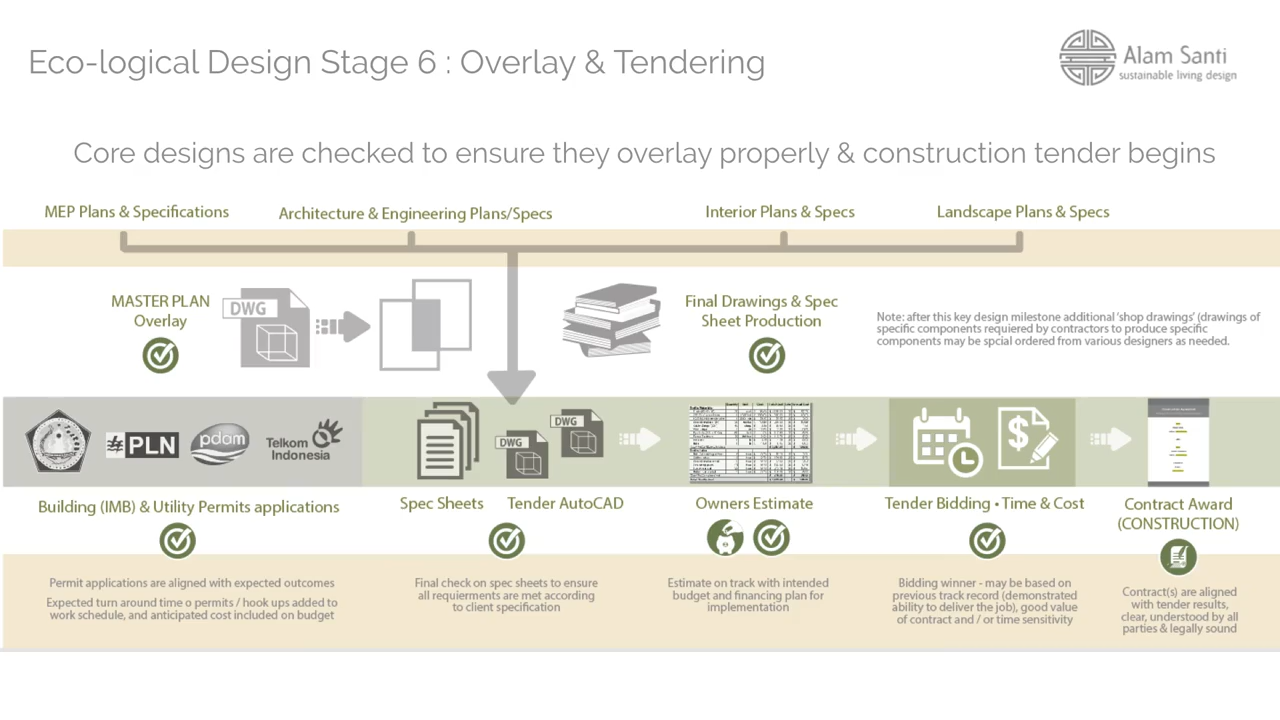 Eco-logical Design Stage 6 : Overlay & Tendering
Alam Santi
sustainable living design
Core designs are checked to ensure they overlay properly & construction tender begins
MEP Plans & Specifications
Architecture & Engineering Plans/Specs
Interior Plans & Specs
Landscape Plans & Specs
MASTER PLAN
Overlay
DWG
Final Drawings & Spec
Sheet Production
Note: after this key design milestone additional 'shop drawings' (drawings of
specific components requiered by contractors to produce specific
components may be spcial ordered from various designers as needed.
PLN
pdam
Telkom
Indonesia
DWG
DWG
Building (IMB) & Utility Permits applications
Spec Sheets
Tender AutoCAD
Owners Estimate
Tender Bidding • Time & Cost
Contract Award
(CONSTRUCTION)
Permit applications are aligned with expected outcomes
Expected turn around time o permits / hook ups added to
work schedule, and anticipated cost included on budget
Final check on spec sheets to ensure
all requierments are met according
to client specification
Estimate on track with intended
budget and financing plan for
implementation
Bidding winner - may be based on
previous track record (demonstrated
ability to deliver the job), good value
of contract and / or time sensitivity
Contract(s) are aligned
with tender results,
clear, understood by all
parties & legally sound